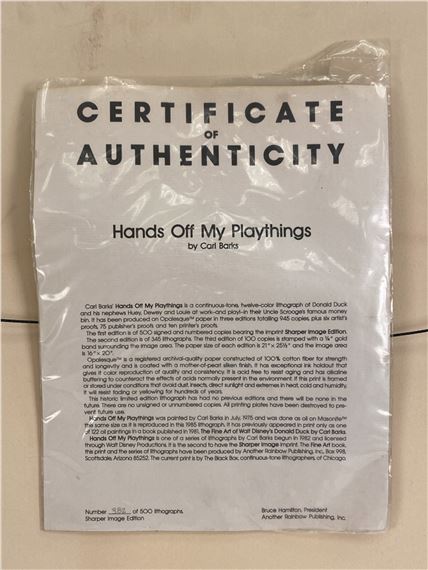 CERTIFICATE
OF
AUTHENTICITY
Hands Off My Playthings
by Carl Barks
Carl Barks' Hands Off My Playthings is a continuous-tone, twelve-color lithograph of Donald Duck
and his nephews Huey, Dewey and Louie at work—and play!—in their Uncle Scrooge's famous money
bin. It has been produced on Opalesque™ paper in three editions totalling 945 copies, plus six artist's
proofs, 75 publisher's proofs and ten printer's proofs.
The first edition is of 500 signed and numbered copies bearing the imprint Sharper Image Edition.
The second edition is of 345 lithographs. The third edition of 100 copies is stamped with a ¼" gold
band surrounding the image area. The paper size of each edition is 21" × 25½" and the image area
is 16" × 20".
Opalesque™ is a registered archival-quality paper constructed of 100% cotton fiber for strength
and longevity and is coated with a mother-of-pearl silken finish. It has exceptional ink holdout that
gives it color reproduction of quality and consistency. It is acid free to resist aging and has alkaline
buffering to counteract the effects of acids normally present in the environment. If this print is framed
or stored under conditions that avoid dust, insects, direct sunlight and extremes in heat, cold and humidity,
it will resist fading or yellowing for hundreds of years.
This historic limited edition lithograph has had no previous editions and there will be none in the
future. There are no unsigned or unnumbered copies. All printing plates have been destroyed to pre-
vent future use.
Hands Off My Playthings was painted by Carl Barks in July, 1975 and was done as oil on Masonite™
the same size as it is reproduced in this 1985 lithograph. It has previously appeared in print only as one
of 122 oil paintings in a book published in 1981, The Fine Art of Walt Disney's Donald Duck by Carl Barks.
Hands Off My Playthings is one of a series of lithographs by Carl Barks begun in 1982 and licensed
through Walt Disney Productions. It is the second to have the Sharper Image imprint. The Fine Art book,
this print and the series of lithographs have been produced by Another Rainbow Publishing, Inc., Box 998,
Scottsdale, Arizona 85252. The current print is by The Black Box, continuous-tone lithographers, of Chicago.
Number of 500 lithographs
Sharper Image Edition
Bruce Hamilton, President
Another Rainbow Publishing, Inc.